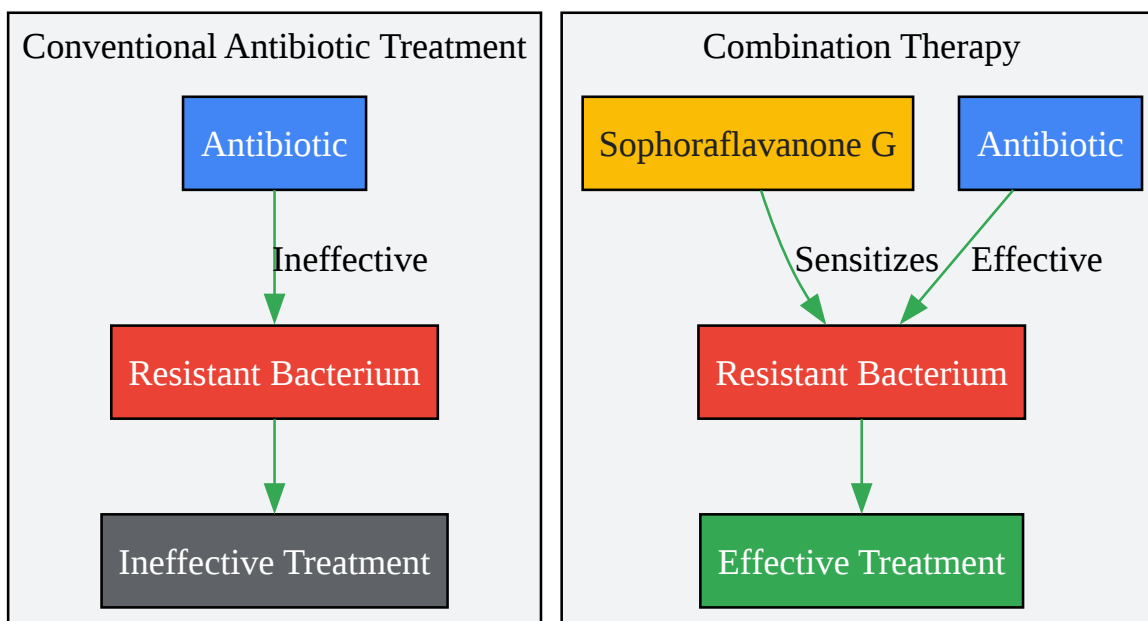 Conventional Antibiotic Treatment
Antibiotic
Ineffective
Resistant Bacterium
Ineffective Treatment
Combination Therapy
Sophoraflavanone G
Antibiotic
Sensitizes
Effective
Resistant Bacterium
Effective Treatment